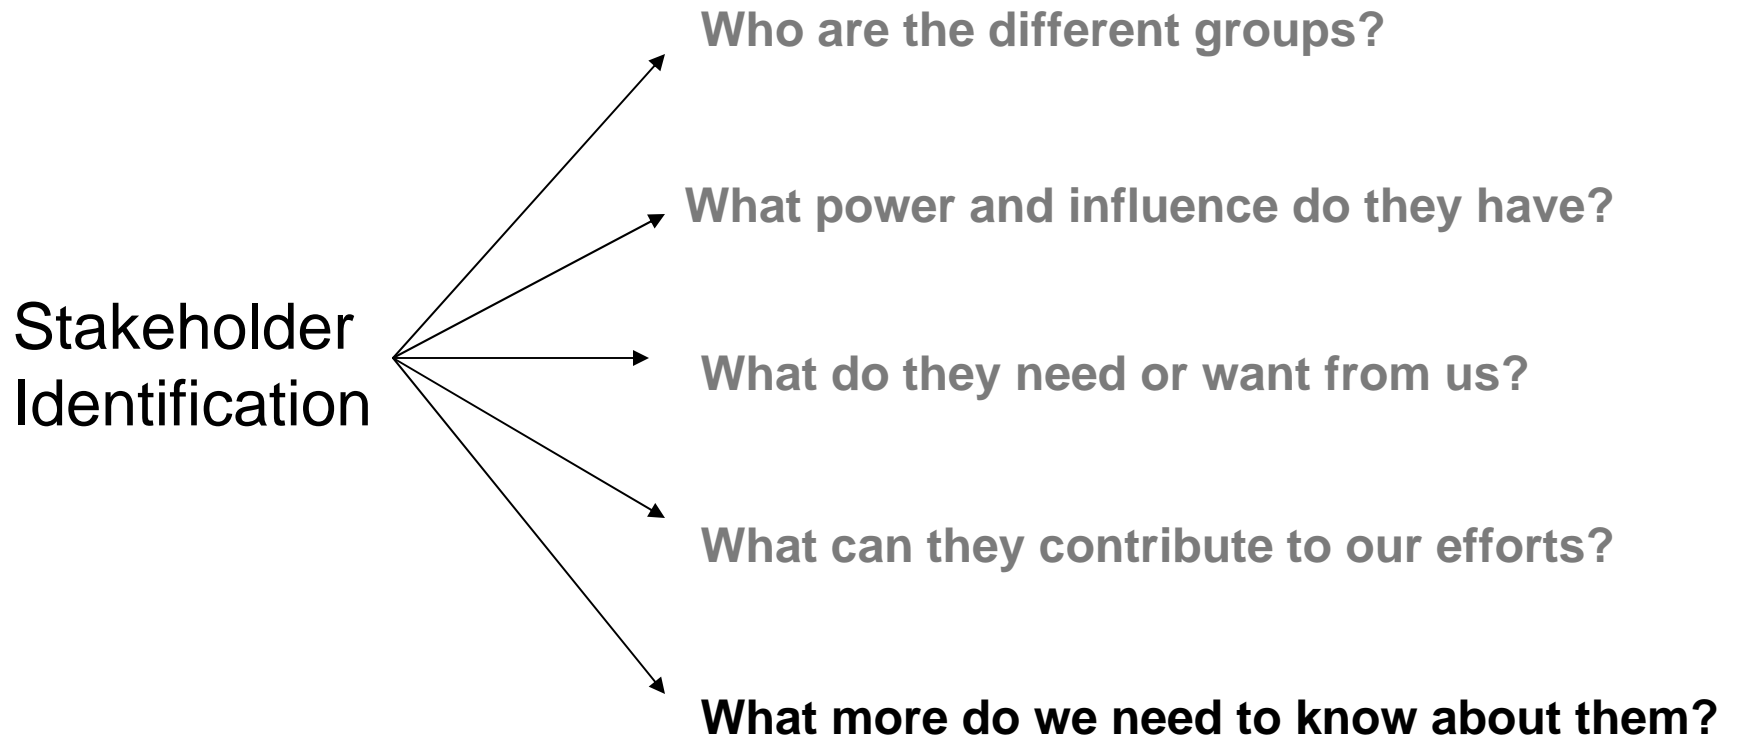 Who are the different groups?
What power and influence do they have?
Stakeholder
Identification
What do they need or want from us?
What can they contribute to our efforts?
What more do we need to know about them?